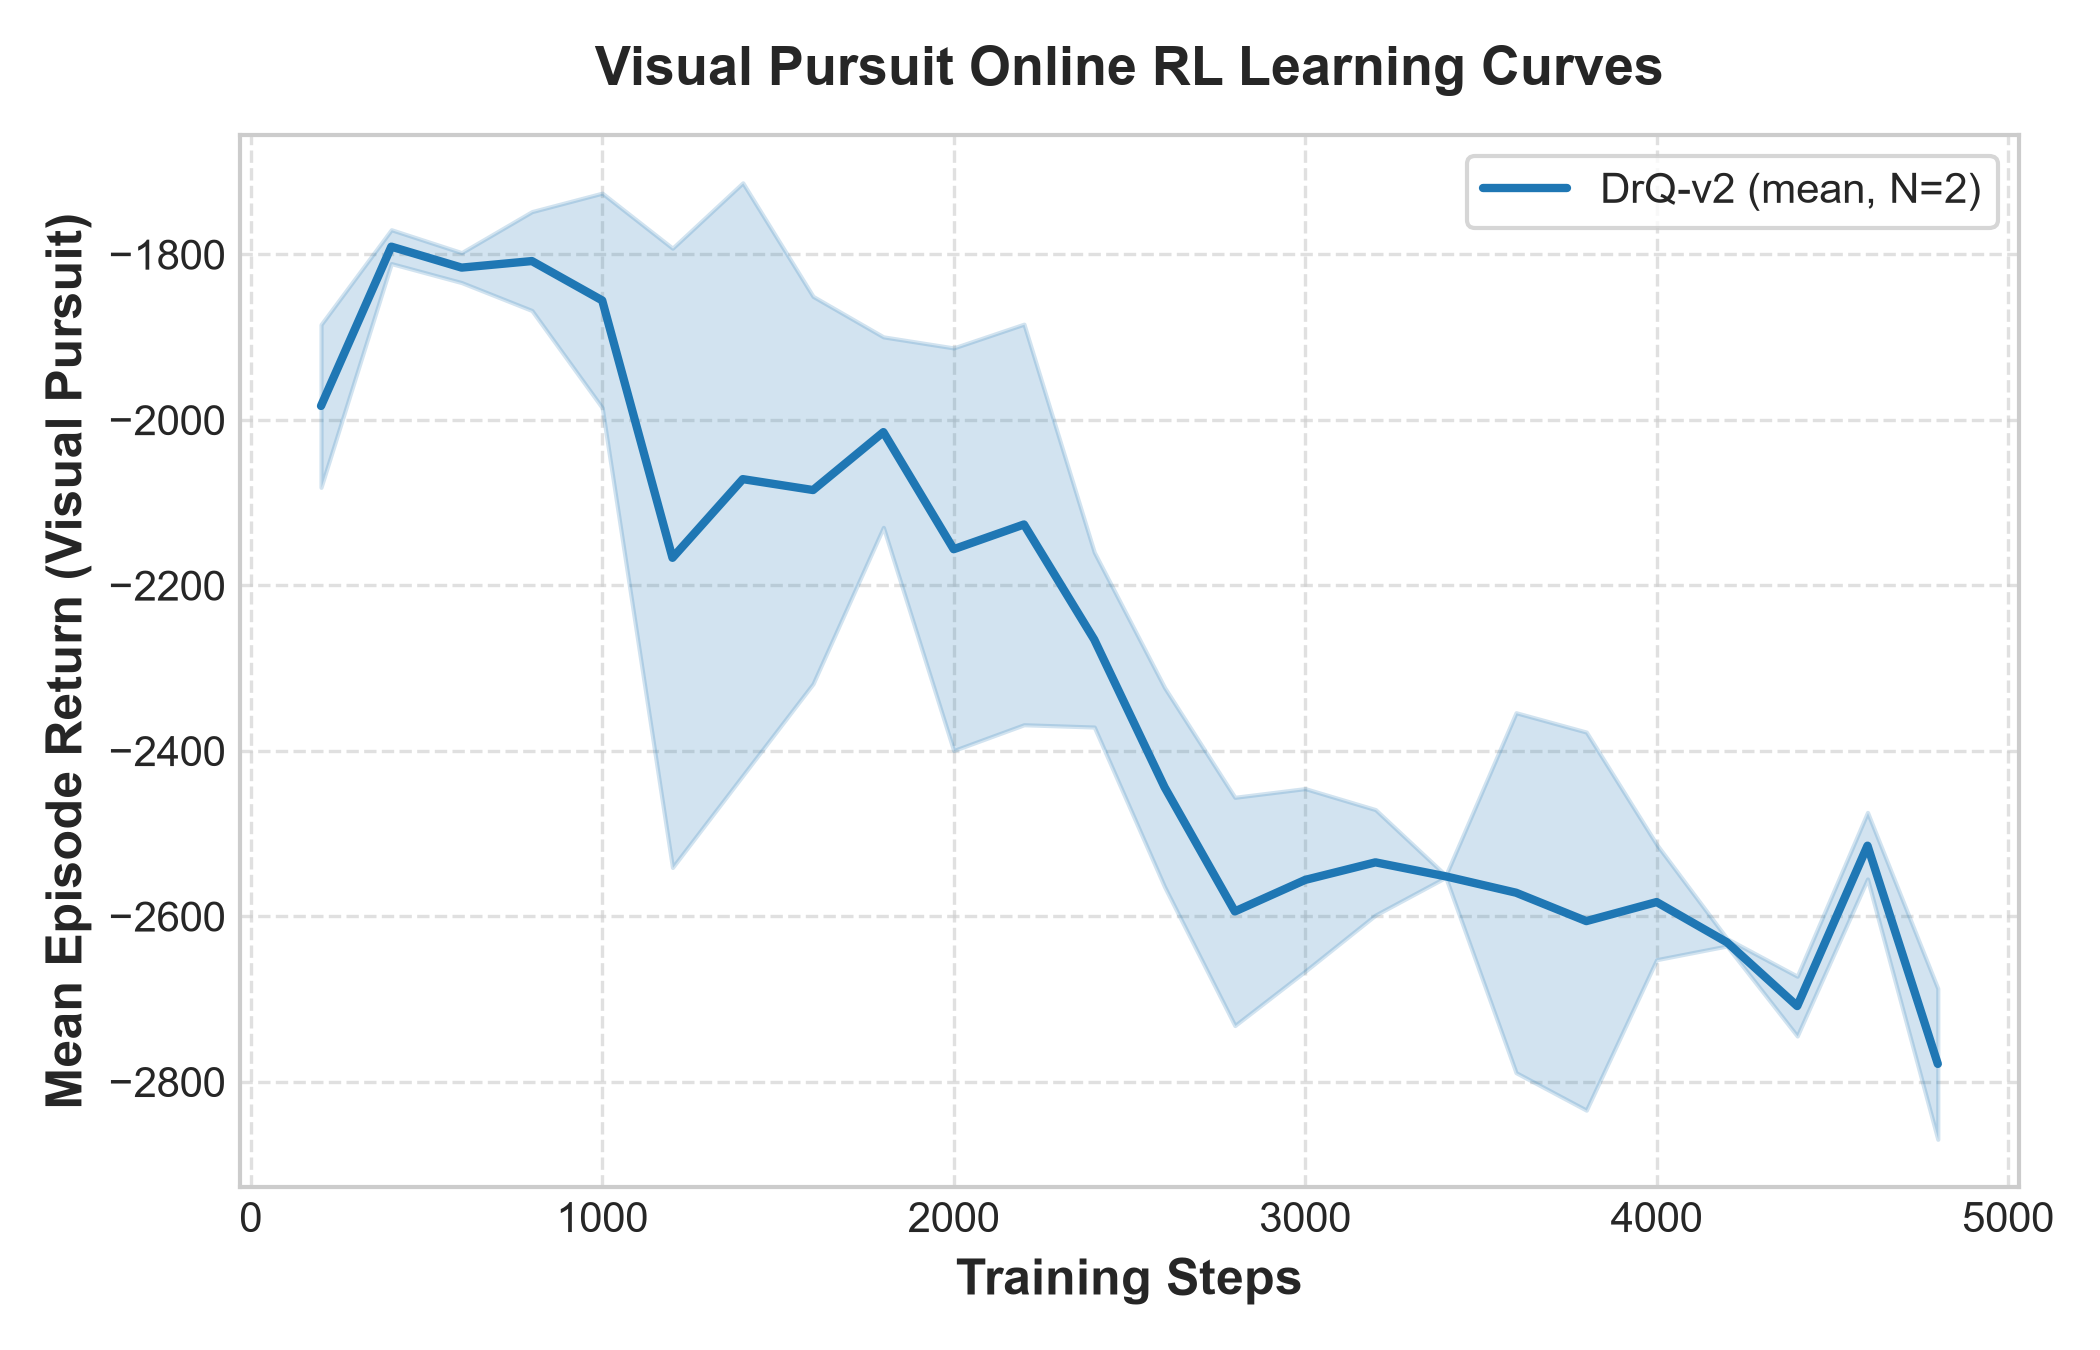 Visual Pursuit Online RL Learning Curves
DrQ-v2 (mean, N=2)
Mean Episode Return (Visual Pursuit)
−1800
−2000
−2200
−2400
−2600
−2800
0 1000 2000 3000 4000 5000
Training Steps